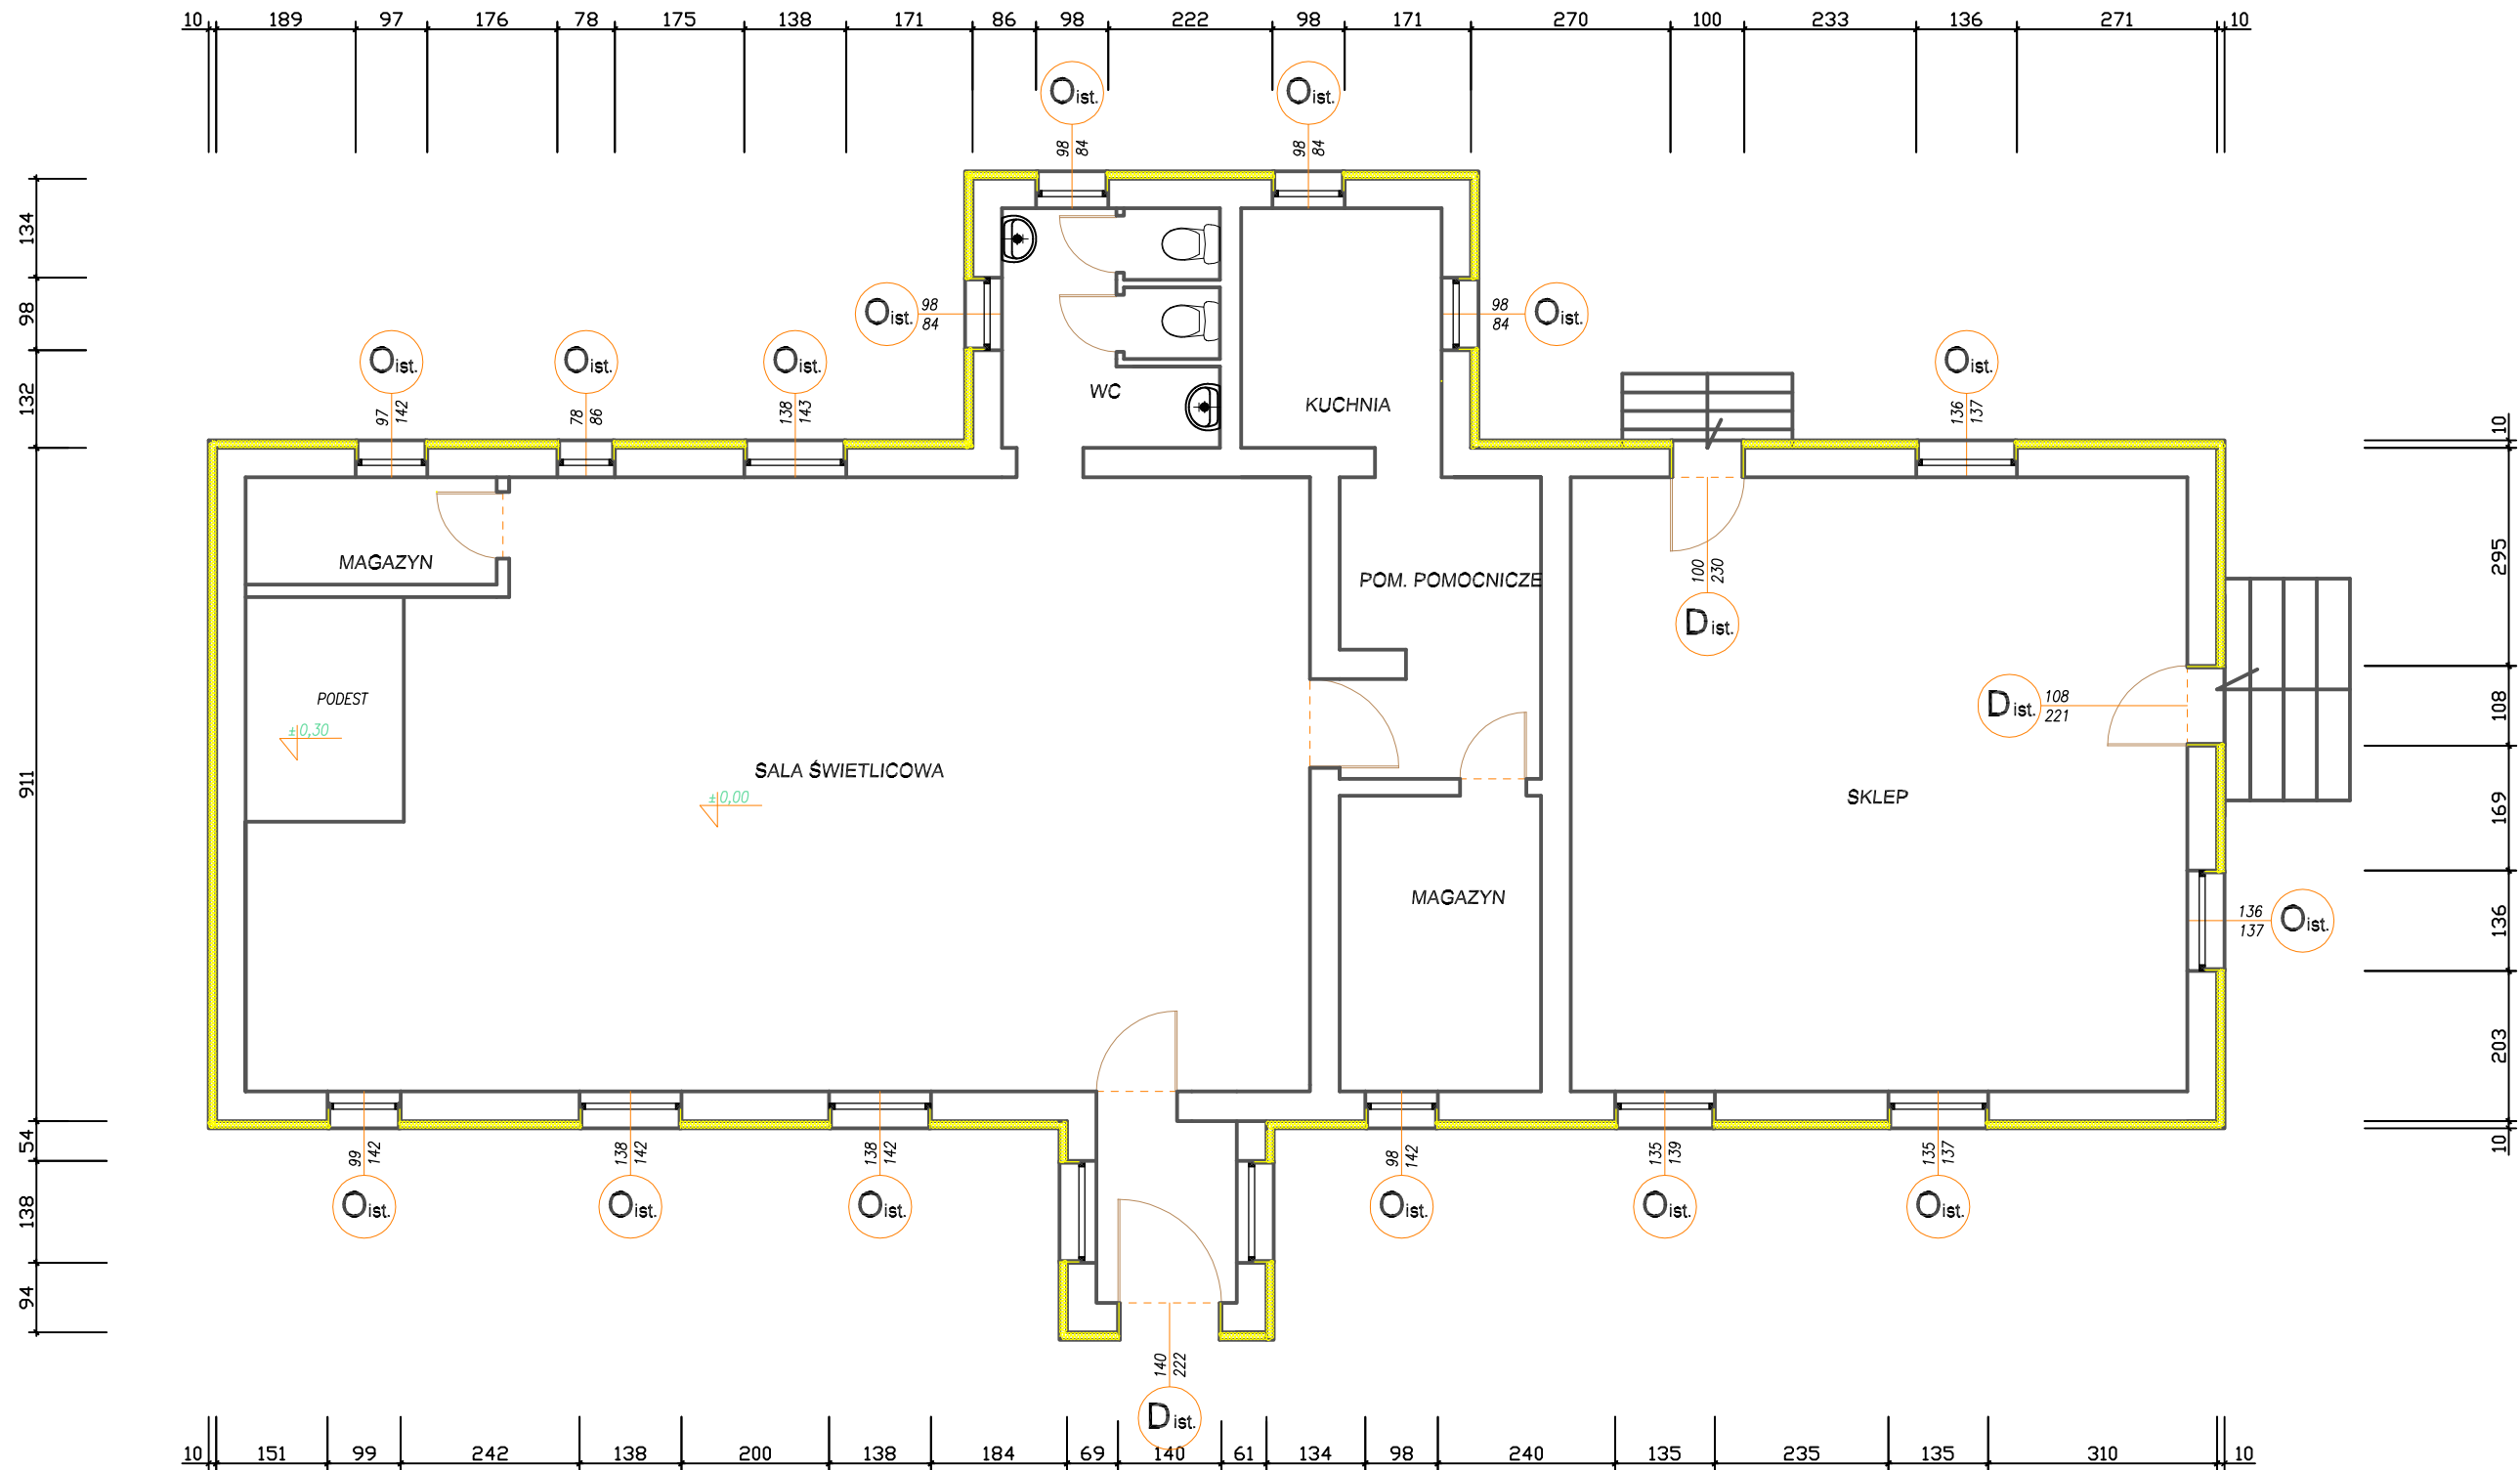 10 189 97 176 78 175 138 171 86 98 222 98 171 270 100 233 136 271 10
Oist. Oist.
98 84 98 84
134
98
132
911
54
138
94
Oist. 98 84
98 84 Oist.
Oist. Oist. Oist. Oist.
97 142 78 86 138 143 136 137
WC
KUCHNIA
MAGAZYN
POM. POMOCNICZE
100 230
Dist.
PODEST
±0,30
Dist. 108 221
SALA ŚWIETLICOWA
±0,00
SKLEP
MAGAZYN
136 137 Oist.
10
295
108
169
136
203
10
99 142 138 142 138 142 98 142 135 139 135 137
Oist. Oist. Oist. Oist. Oist. Oist.
140 222
Dist.
10 151 99 242 138 200 138 184 69 140 61 134 98 240 135 235 135 310 10